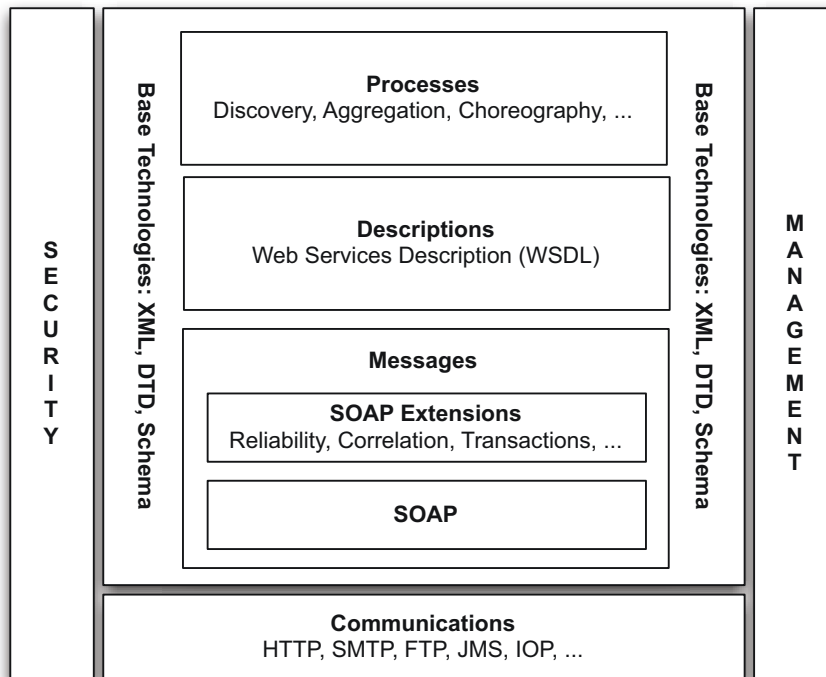 SECURITY
Base Technologies: XML, DTD, Schema
Processes
Discovery, Aggregation, Choreography, ...
Descriptions
Web Services Description (WSDL)
Messages
SOAP Extensions
Reliability, Correlation, Transactions, ...
SOAP
Base Technologies: XML, DTD, Schema
MANAGEMENT
Communications
HTTP, SMTP, FTP, JMS, IOP, ...